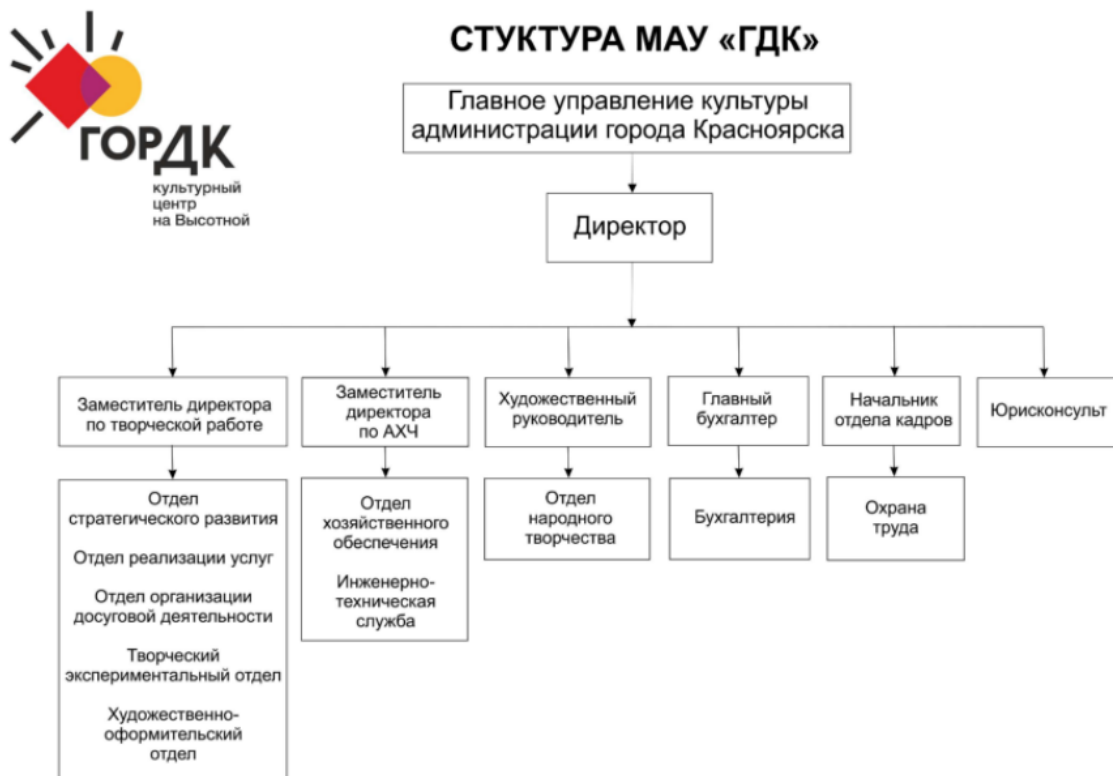 СТУКТУРА МАУ «ГДК»
ГОРДК
культурный
центр
на Высотной
Главное управление культуры
администрации города Красноярска
Директор
Заместитель директора
по творческой работе
Заместитель
директора
по АХЧ
Художественный
руководитель
Главный
бухгалтер
Начальник
отдела кадров
Юрисконсульт
Отдел
стратегического развития
Отдел реализации услуг
Отдел организации
досуговой деятельности
Творческий
экспериментальный отдел
Художественно-
оформительский
отдел
Отдел
хозяйственного
обеспечения
Инженерно-
техническая
служба
Отдел
народного
творчества
Бухгалтерия
Охрана
труда